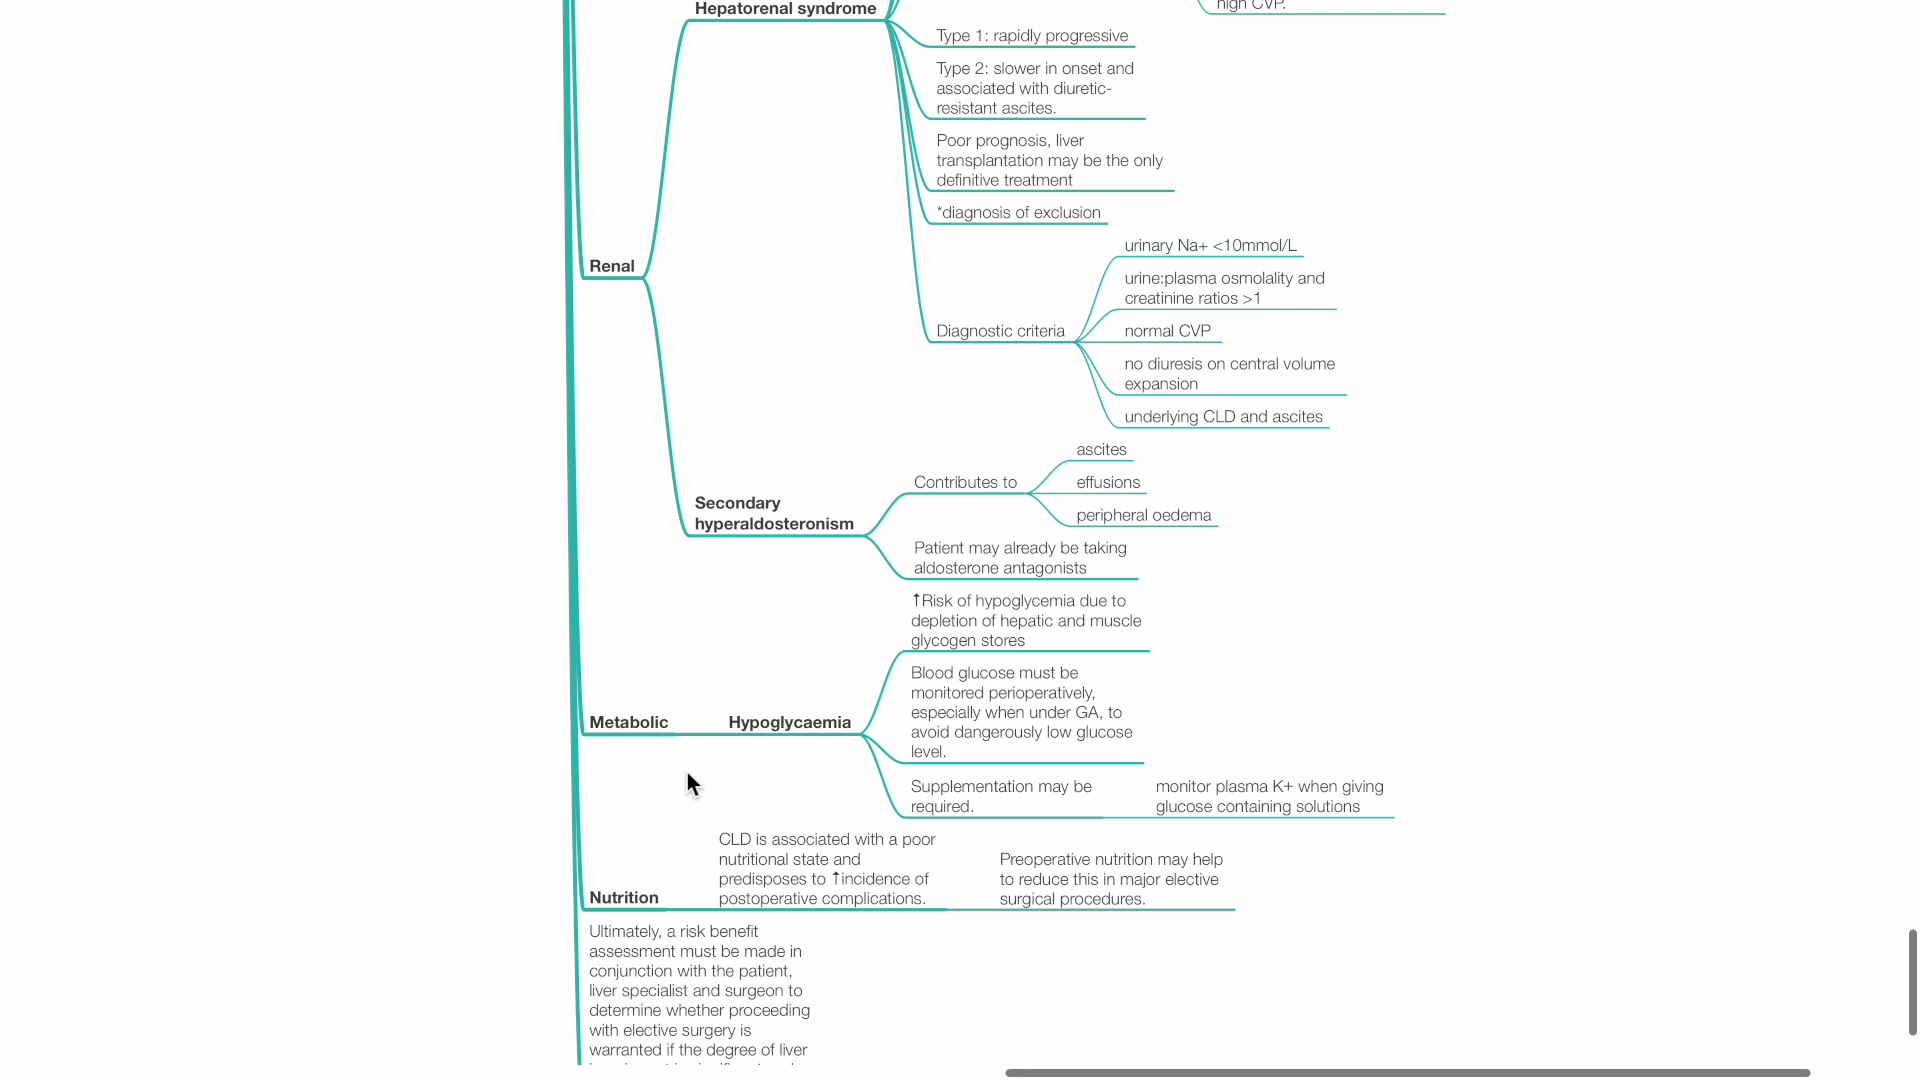 Hepatorenal syndrome
high CVP.
Type 1: rapidly progressive
Type 2: slower in onset and
associated with diuretic-
resistant ascites.
Poor prognosis, liver
transplantation may be the only
definitive treatment
*diagnosis of exclusion
Renal
Diagnostic criteria
urinary Na+ <10mmol/L
urine:plasma osmolality and
creatinine ratios >1
normal CVP
no diuresis on central volume
expansion
underlying CLD and ascites
Secondary
hyperaldosteronism
Contributes to
ascites
effusions
peripheral oedema
Patient may already be taking
aldosterone antagonists
Metabolic
Hypoglycaemia
↑Risk of hypoglycemia due to
depletion of hepatic and muscle
glycogen stores
Blood glucose must be
monitored perioperatively,
especially when under GA, to
avoid dangerously low glucose
level.
Supplementation may be
required.
monitor plasma K+ when giving
glucose containing solutions
Nutrition
CLD is associated with a poor
nutritional state and
predisposes to ↑incidence of
postoperative complications.
Preoperative nutrition may help
to reduce this in major elective
surgical procedures.
Ultimately, a risk benefit
assessment must be made in
conjunction with the patient,
liver specialist and surgeon to
determine whether proceeding
with elective surgery is
warranted if the degree of liver